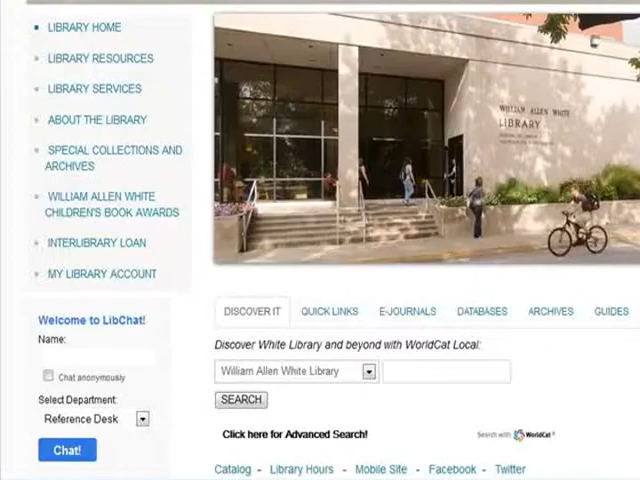 LIBRARY HOME
LIBRARY RESOURCES
LIBRARY SERVICES
ABOUT THE LIBRARY
SPECIAL COLLECTIONS AND
ARCHIVES
WILLIAM ALLEN WHITE
CHILDREN'S BOOK AWARDS
INTERLIBRARY LOAN
MY LIBRARY ACCOUNT
Welcome to LibChat!
Name:
Chat anonymously
Select Department:
Reference Desk
Chat!
WILLIAM ALLEN WHITE
LIBRARY
DISCOVER IT QUICK LINKS E-JOURNALS DATABASES ARCHIVES GUIDES
Discover White Library and beyond with WorldCat Local:
William Allen White Library
SEARCH
Click here for Advanced Search! Search with WorldCat®
Catalog - Library Hours - Mobile Site - Facebook - Twitter